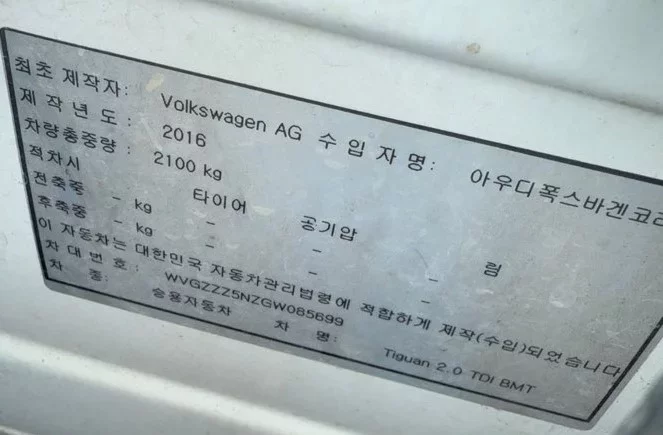 최초 제작자: Volkswagen AG 수 입 자 명: 아우디폭스바겐코리
제 작 년 도 : 2016
차량총중량 : 2100 kg
적차시 타이어 공기압 림
전축중 - kg - - -
후축중 - kg - - -
이 자동차는 대한민국 자동차관리법령에 적합하게 제작(수입)되었습니다
차 대 번 호 : WVGZZZ5NZGW085699
차 종: 승용자동차 차 명: Tiguan 2.0 TDI BMT